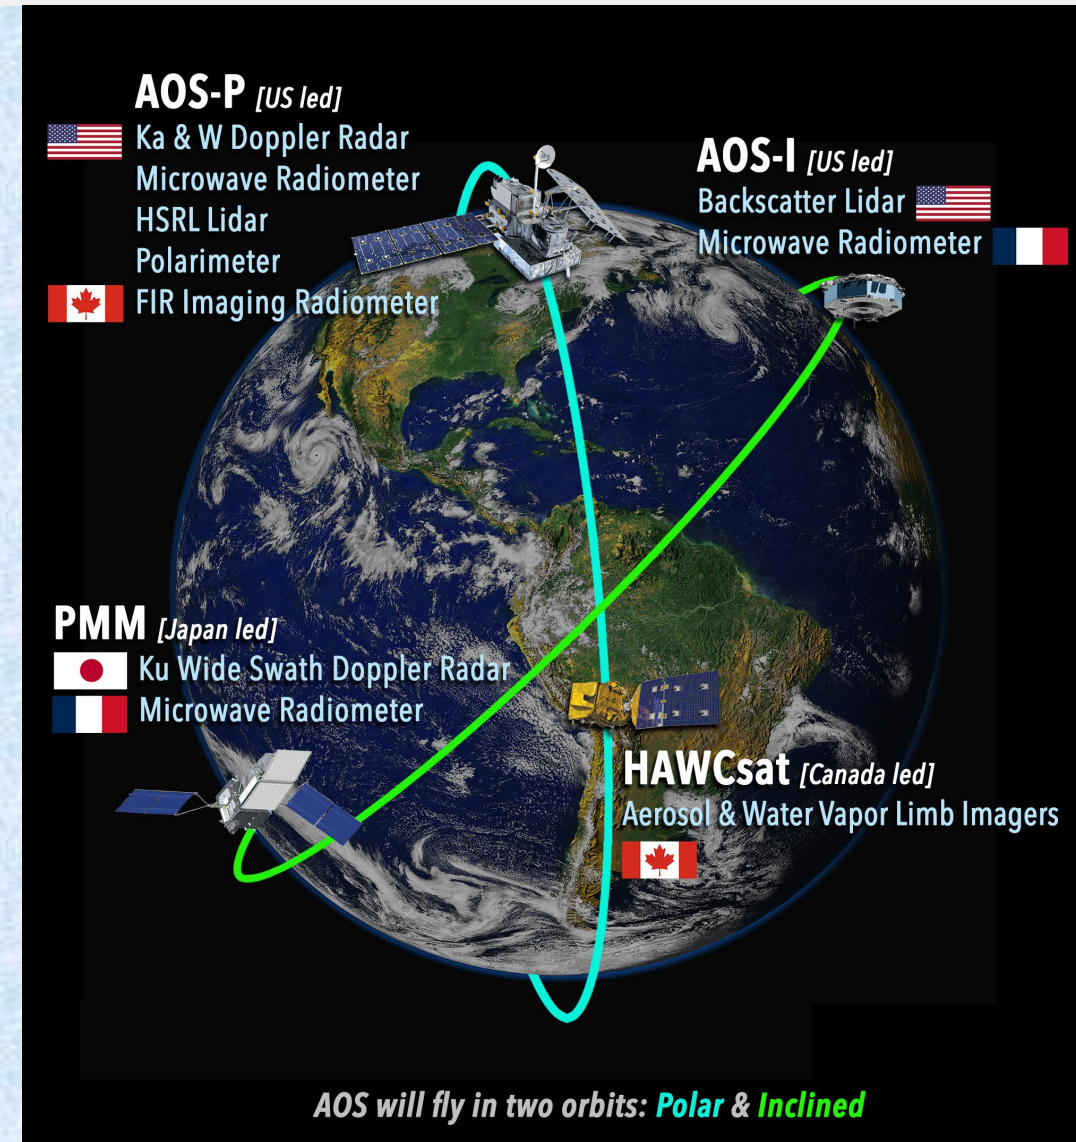 AOS-P [US led]
Ka & W Doppler Radar
Microwave Radiometer
HSRL Lidar
Polarimeter
FIR Imaging Radiometer
AOS-I [US led]
Backscatter Lidar
Microwave Radiometer
PMM [Japan led]
Ku Wide Swath Doppler Radar
Microwave Radiometer
HAWCsat [Canada led]
Aerosol & Water Vapor Limb Imagers
AOS will fly in two orbits: Polar & Inclined